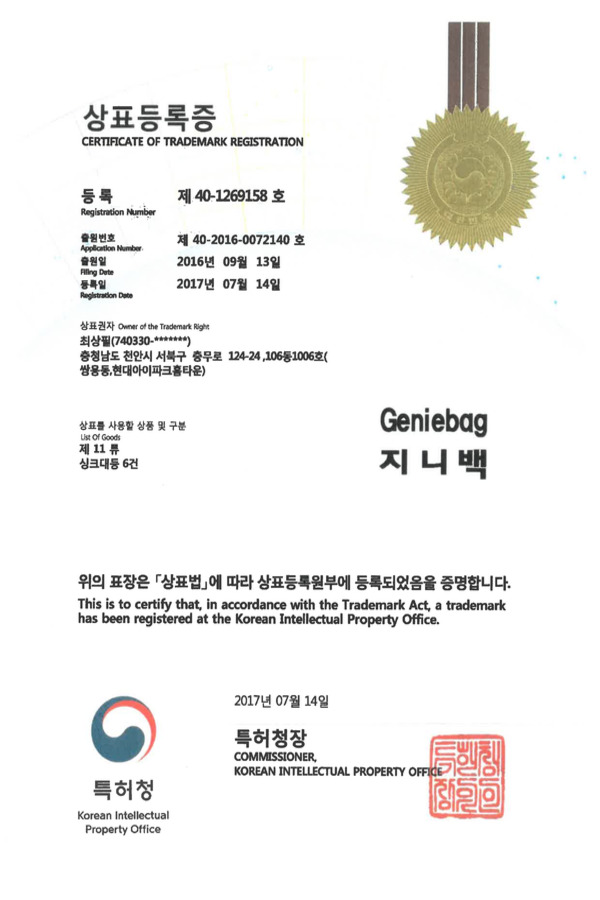 상표등록증
CERTIFICATE OF TRADEMARK REGISTRATION
등록 제 40-1269158 호
Registration Number
출원번호 제 40-2016-0072140 호
Application Number
출원일 2016년 09월 13일
Filing Date
등록일 2017년 07월 14일
Registration Date
상표권자 Owner of the Trademark Right
최상필(740330-*******)
충청남도 천안시 서북구 충무로 124-24 ,106동1006호(
쌍용동,현대아이파크홈타운)
상표를 사용할 상품 및 구분
List Of Goods
제 11 류
싱크대등 6건
Geniebag
지니백
위의 표장은 「상표법」에 따라 상표등록원부에 등록되었음을 증명합니다.
This is to certify that, in accordance with the Trademark Act, a trademark
has been registered at the Korean Intellectual Property Office.
2017년 07월 14일
특허청장
COMMISSIONER,
KOREAN INTELLECTUAL PROPERTY OFFICE
특허청
Korean Intellectual
Property Office